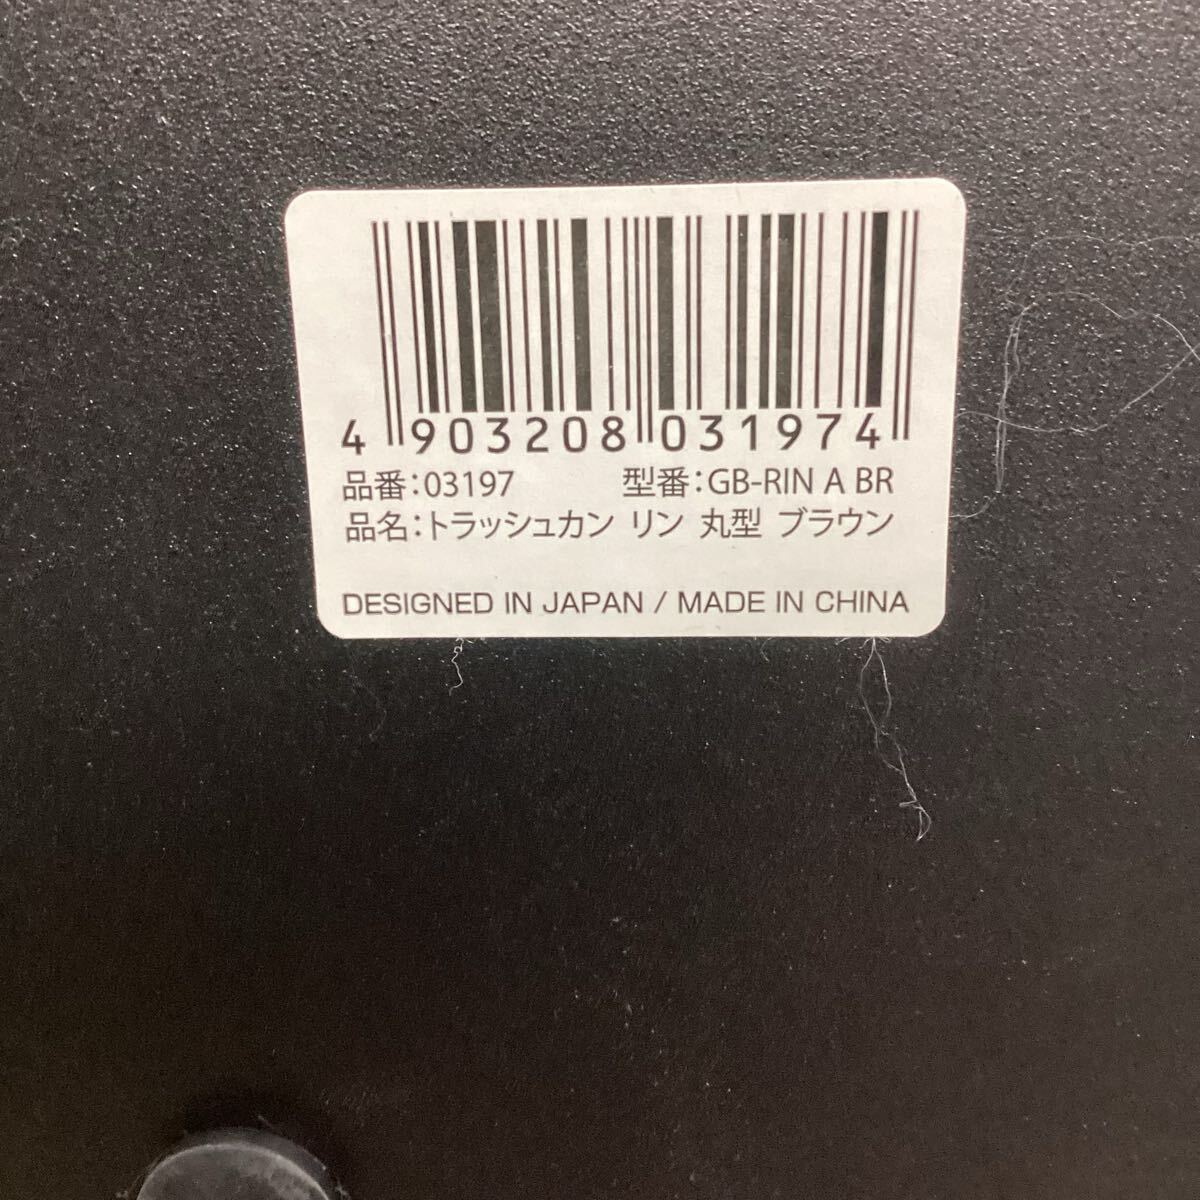 4 903208 031974
品番:03197 型番:GB-RIN A BR
品名:トラッシュカン リン 丸型 ブラウン
DESIGNED IN JAPAN / MADE IN CHINA